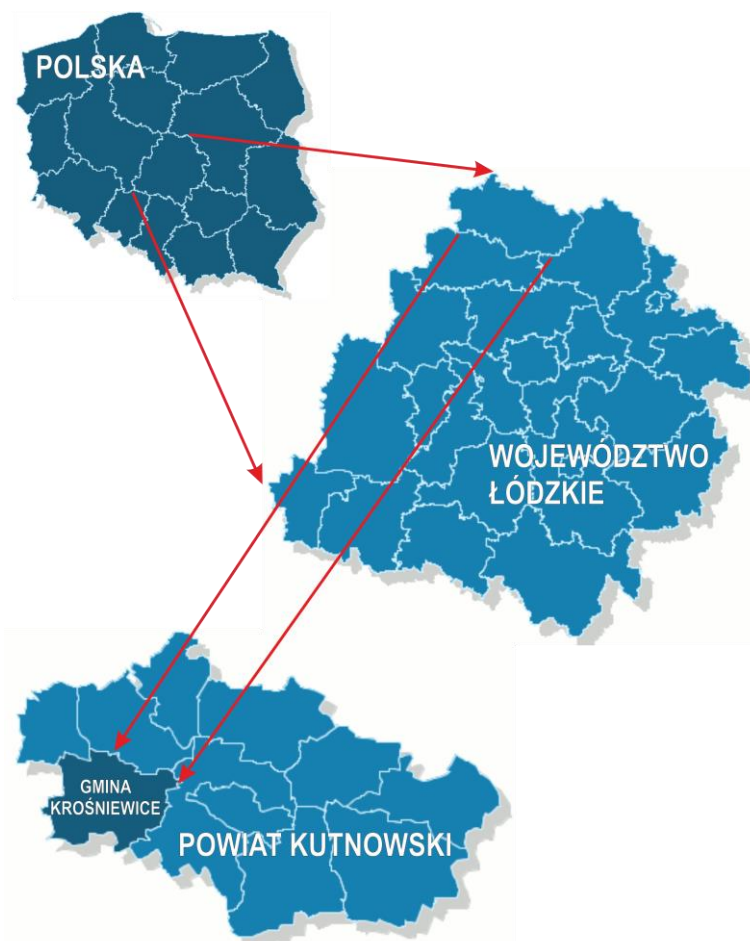 POLSKA
WOJEWÓDZTWO
ŁÓDZKIE
GMINA
KROŚNIEWICE
POWIAT KUTNOWSKI